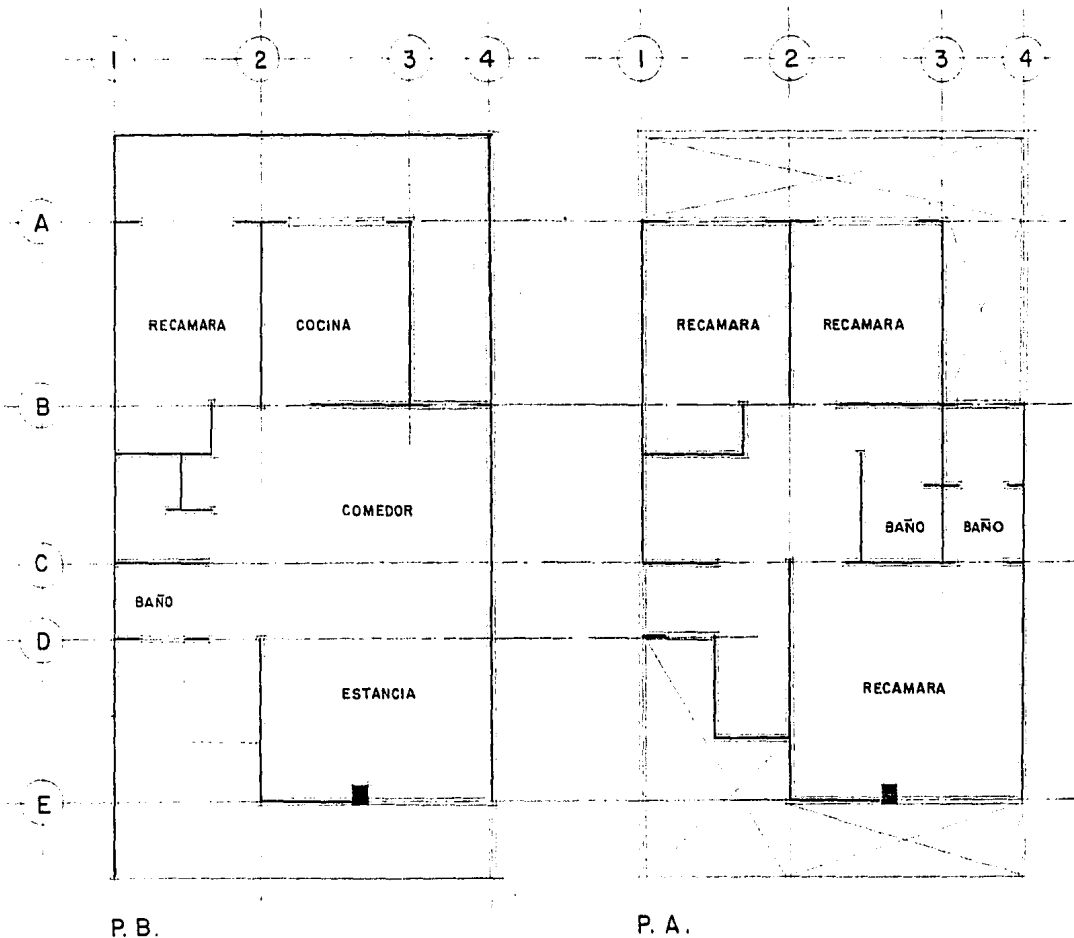 1 2 3 4 1 2 3 4
A
RECAMARA COCINA RECAMARA RECAMARA
B
COMEDOR BAÑO BAÑO
C
BAÑO
D
ESTANCIA RECAMARA
E
P. B. P. A.